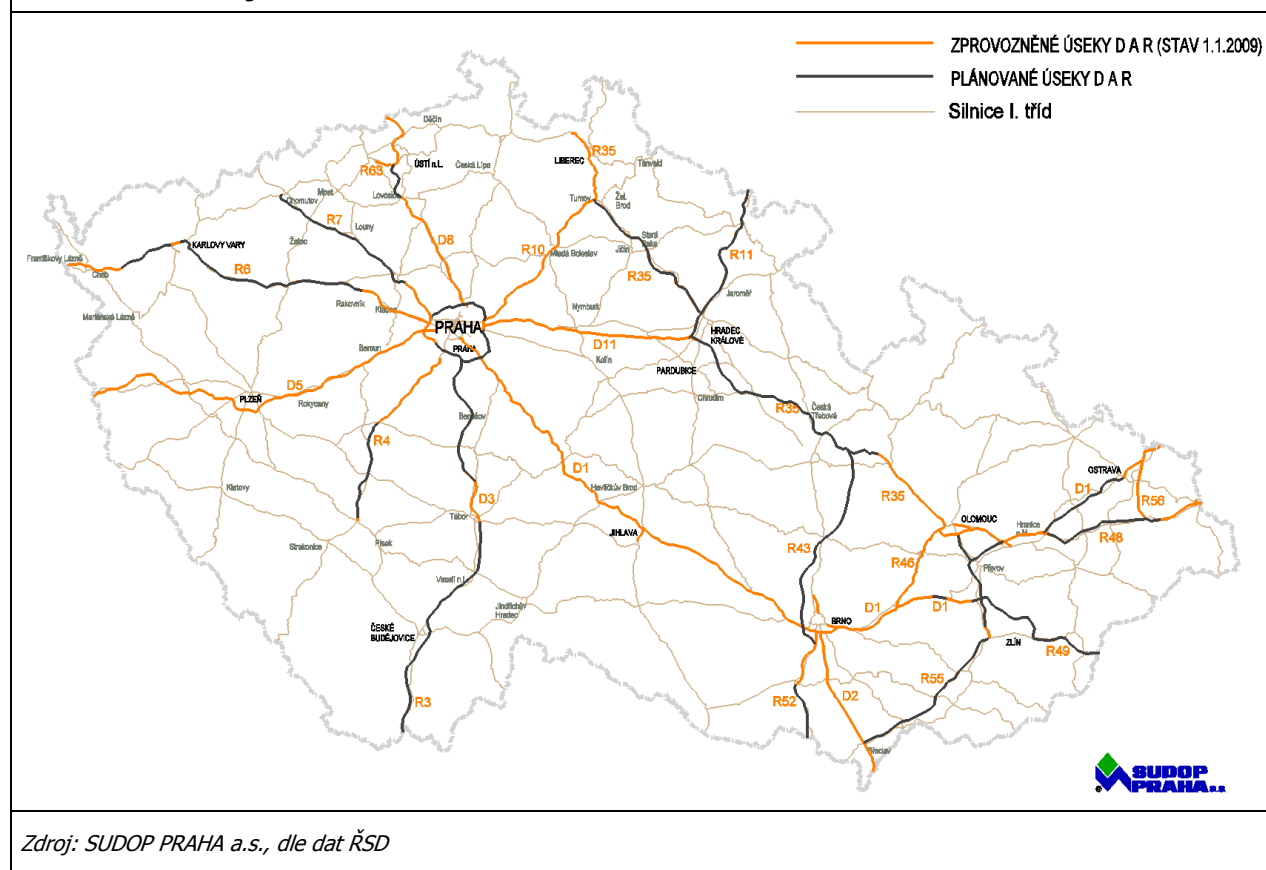 ZPROVOZNĚNÉ ÚSEKY D A R (STAV 1.1.2009)
PLÁNOVANÉ ÚSEKY D A R
Silnice I. tříd
Děčín
R63
ÚSTÍ n.L.
Česká Lípa
LIBEREC
R35
Tanvald
Most
Chomutov
Lovosice
Turnov
Žel.
Brod
R7
Louny
Žatec
D8
R10
Mladá Boleslav
Jičín
Stará
Paka
R35
R11
KARLOVY VARY
Františkovy Lázně
Cheb
R6
Jaroměř
Mariánské Lázně
Rakovník
Kladno
Nymburk
PRAHA
PRAHA
HRADEC
KRÁLOVÉ
D11
Kolín
Beroun
PARDUBICE
D5
PLZEŇ
Rokycany
Chrudim
R35
Česká
Třebová
Benešov
R4
D1
Havlíčkův Brod
Klatovy
D3
Tábor
R35
OSTRAVA
D1
R56
OLOMOUC
Hranice
n.M.
R48
JIHLAVA
Strakonice
Písek
R43
R46
Přerov
Veselí n.L.
Jindřichův
Hradec
D1
D1
BRNO
ČESKÉ
BUDĚJOVICE
ZLÍN
R49
R55
R3
R52
D2
Břeclav
SUDOP
PRAHA a.s.
Zdroj: SUDOP PRAHA a.s., dle dat ŘSD